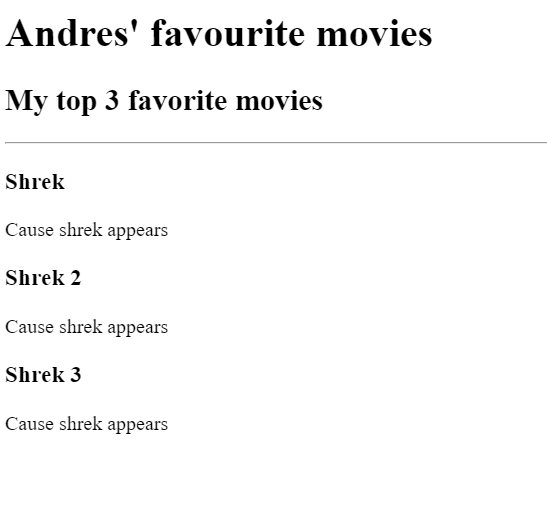 Andres' favourite movies
My top 3 favorite movies
Shrek
Cause shrek appears
Shrek 2
Cause shrek appears
Shrek 3
Cause shrek appears